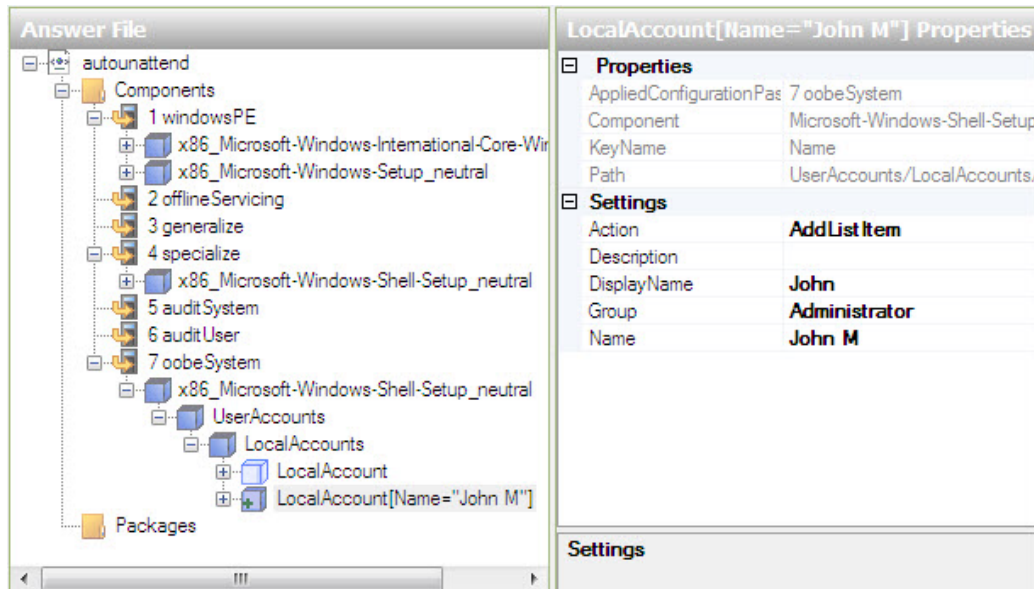 Answer File
autounattend
Components
1 windowsPE
x86_Microsoft-Windows-International-Core-Wir
x86_Microsoft-Windows-Setup_neutral
2 offlineServicing
3 generalize
4 specialize
x86_Microsoft-Windows-Shell-Setup_neutral
5 auditSystem
6 auditUser
7 oobeSystem
x86_Microsoft-Windows-Shell-Setup_neutral
UserAccounts
LocalAccounts
LocalAccount
LocalAccount[Name="John M"]
Packages
LocalAccount[Name="John M"] Properties
Properties
AppliedConfigurationPas 7 oobeSystem
Component Microsoft-Windows-Shell-Setup
KeyName Name
Path UserAccounts/LocalAccounts/
Settings
Action AddListItem
Description
DisplayName John
Group Administrator
Name John M
Settings